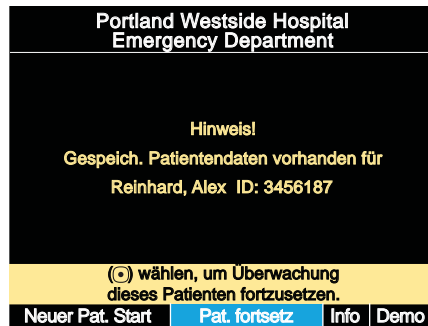 Portland Westside Hospital
Emergency Department
Hinweis!
Gespeich. Patientendaten vorhanden für
Reinhard, Alex ID: 3456187
(⊙) wählen, um Überwachung
dieses Patienten fortzusetzen.
Neuer Pat. Start Pat. fortsetz Info Demo